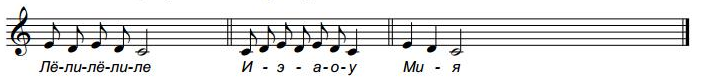 Лё-ли-лё-ли-ле И - э - а-о-у Ми - я